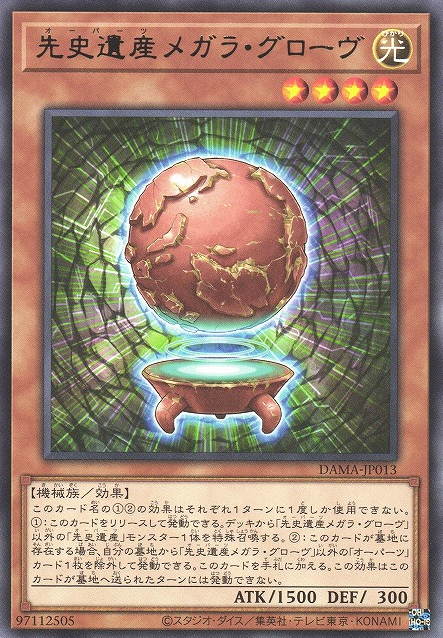 オーパーツ
先史遺産メガラ・グローヴ
ひかり
光
DAMA-JP013
【機械族／効果】
このカード名の①②の効果はそれぞれ１ターンに１度しか使用できない。
①：このカードをリリースして発動できる。デッキから「先史遺産メガラ・グローヴ」
以外の「先史遺産」モンスター１体を特殊召喚する。②：このカードが墓地に
存在する場合、自分の墓地から「先史遺産メガラ・グローヴ」以外の「オーパーツ」
カード１枚を除外して発動できる。このカードを手札に加える。この効果はこの
カードが墓地へ送られたターンには発動できない。
ATK/1500 DEF/ 300
97112505
©スタジオ・ダイス／集英社・テレビ東京・KONAMI